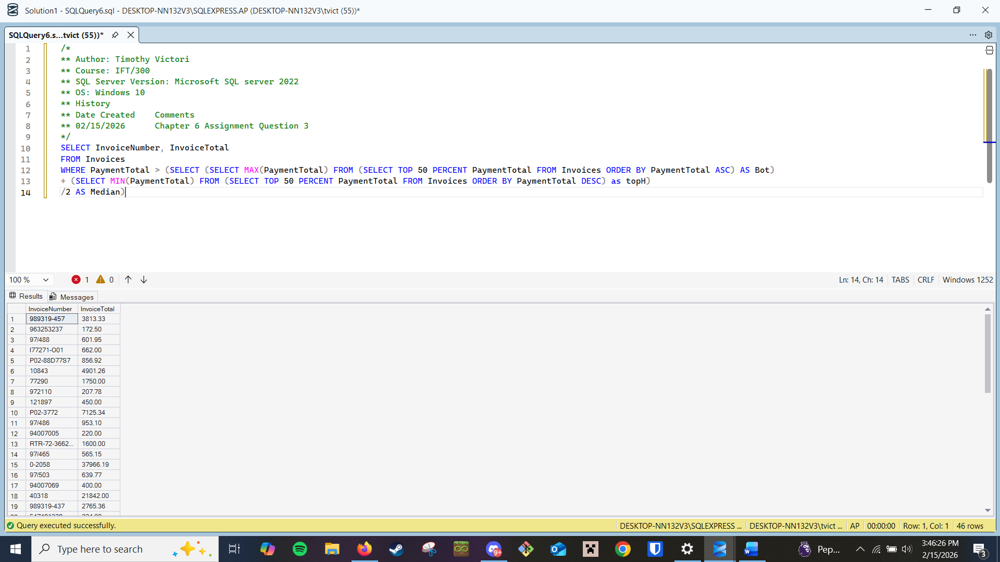 Solution1 - SQLQuery6.sql - DESKTOP-NN132V3\SQLEXPRESS.AP (DESKTOP-NN132V3\tvict (55))*
SQLQuery6.s...tvict (55))*
1 /*
2 ** Author: Timothy Victori
3 ** Course: IFT/300
4 ** SQL Server Version: Microsoft SQL server 2022
5 ** OS: Windows 10
6 ** History
7 ** Date Created    Comments
8 ** 02/15/2026      Chapter 6 Assignment Question 3
9 */
10 SELECT InvoiceNumber, InvoiceTotal
11 FROM Invoices
12 WHERE PaymentTotal > (SELECT (SELECT MAX(PaymentTotal) FROM (SELECT TOP 50 PERCENT PaymentTotal FROM Invoices ORDER BY PaymentTotal ASC) AS Bot)
13 + (SELECT MIN(PaymentTotal) FROM (SELECT TOP 50 PERCENT PaymentTotal FROM Invoices ORDER BY PaymentTotal DESC) as topH)
14 /2 AS Median)
100 % 1 0 Ln: 14, Ch: 14 TABS CRLF Windows 1252
Results Messages
InvoiceNumber InvoiceTotal
1 989319-457 3813.33
2 963253237 172.50
3 97/488 601.95
4 I77271-O01 662.00
5 P02-88D77S7 856.92
6 10843 4901.26
7 77290 1750.00
8 972110 207.78
9 121897 450.00
10 P02-3772 7125.34
11 97/486 953.10
12 94007005 220.00
13 RTR-72-3662... 1600.00
14 97/465 565.15
15 0-2058 37966.19
16 97/503 639.77
17 94007069 400.00
18 40318 21842.00
19 989319-437 2765.36
Query executed successfully. DESKTOP-NN132V3\SQLEXPRESS ... DESKTOP-NN132V3\tvict ... AP 00:00:00 Row: 1, Col: 1 46 rows
Type here to search 9+ Pep... 3:46:26 PM
2/15/2026 3